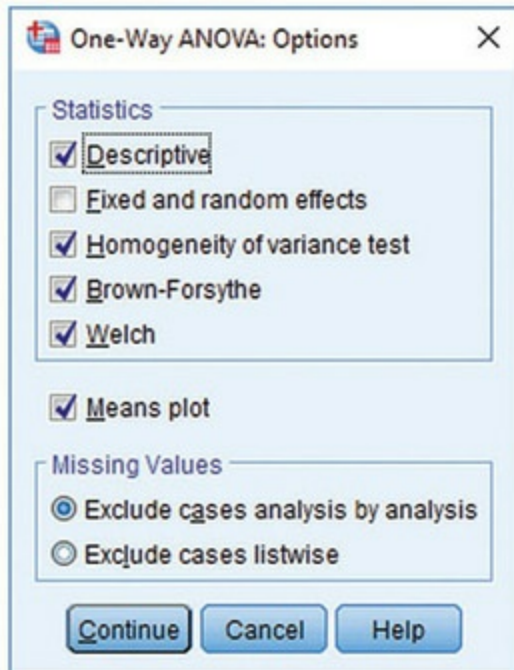 One-Way ANOVA: Options
Statistics
Descriptive
Fixed and random effects
Homogeneity of variance test
Brown-Forsythe
Welch
Means plot
Missing Values
Exclude cases analysis by analysis
Exclude cases listwise
Continue Cancel Help